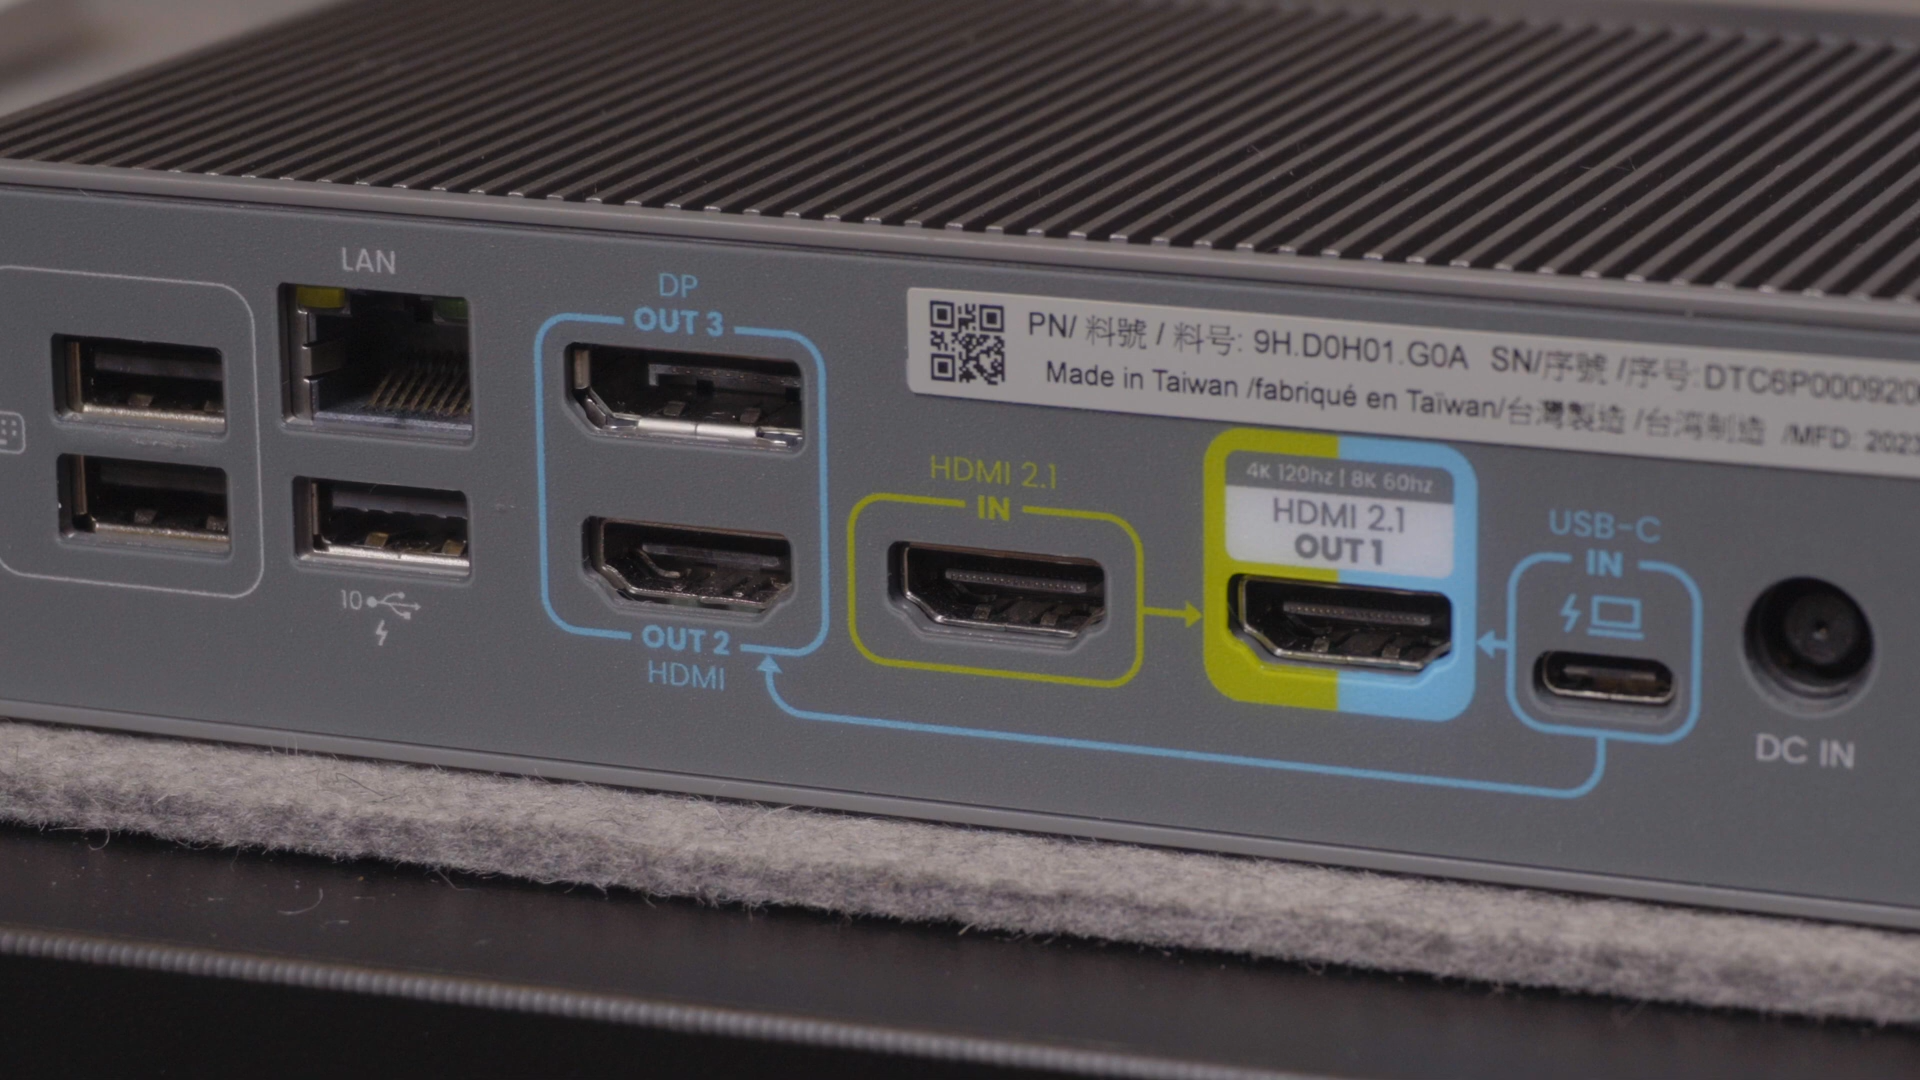 LAN
10
DP
OUT 3
OUT 2
HDMI
HDMI 2.1
IN
PN/ 料號 / 料号: 9H.D0H01.G0A SN/序號 /序号:
Made in Taiwan /fabriqué en Taïwan/台灣製造 /台湾制造 /MFD: 2023
4K 120hz | 8K 60hz
HDMI 2.1
OUT 1
USB-C
IN
DC IN